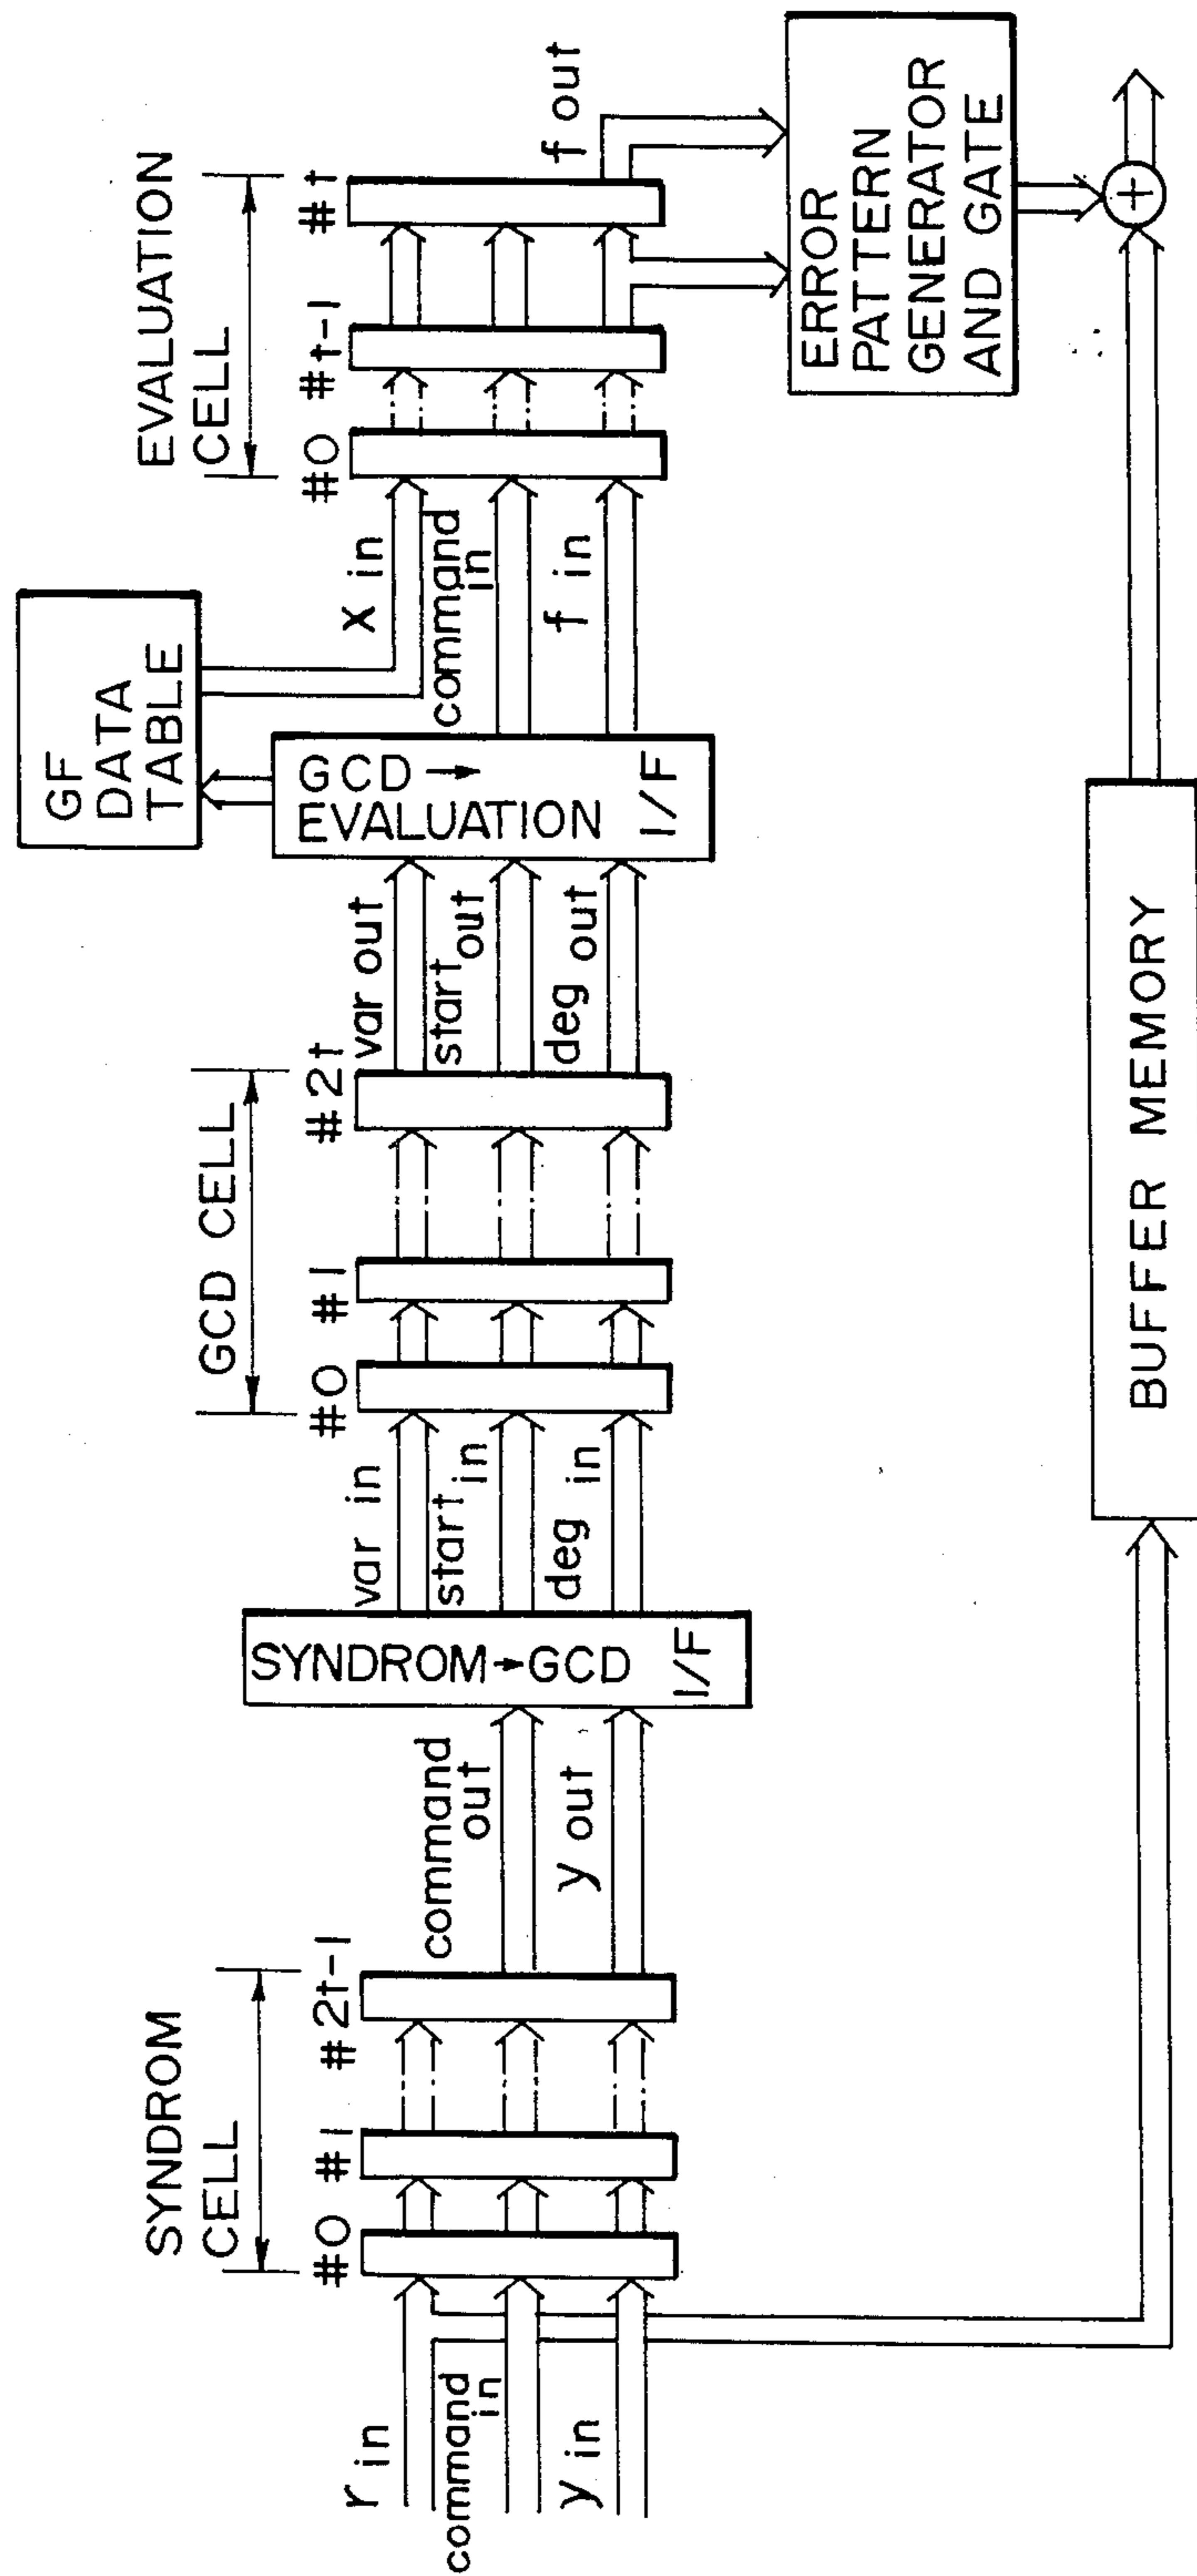 SYNDROM
CELL
#0
#1
#2t-1
r in
command
in
y in
command
out
y out
SYNDROM→GCD
I/F
var in
start in
deg in
GCD CELL
#0
#1
#2t
var out
start out
deg out
GCD →
EVALUATION
I/F
GF
DATA
TABLE
x in
command
in
f in
EVALUATION
CELL
#0
#t-1
#t
f out
ERROR
PATTERN
GENERATOR
AND GATE
+
BUFFER MEMORY